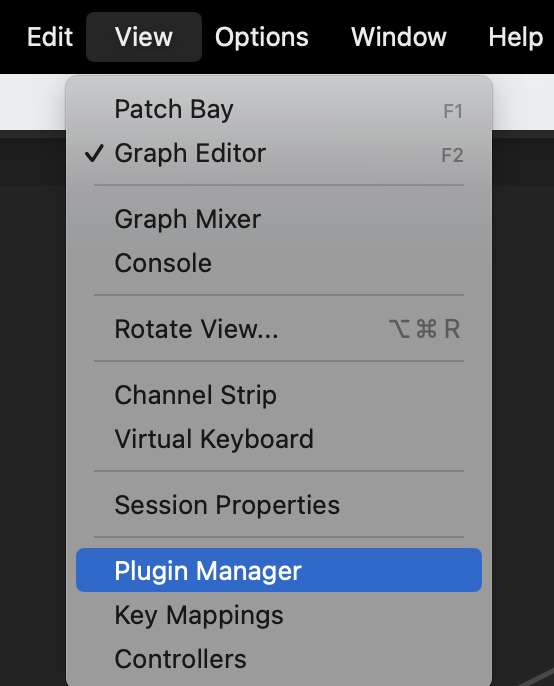 Edit View Options Window Help
Patch Bay F1
✓ Graph Editor F2
Graph Mixer
Console
Rotate View... ⌥⌘R
Channel Strip
Virtual Keyboard
Session Properties
Plugin Manager
Key Mappings
Controllers